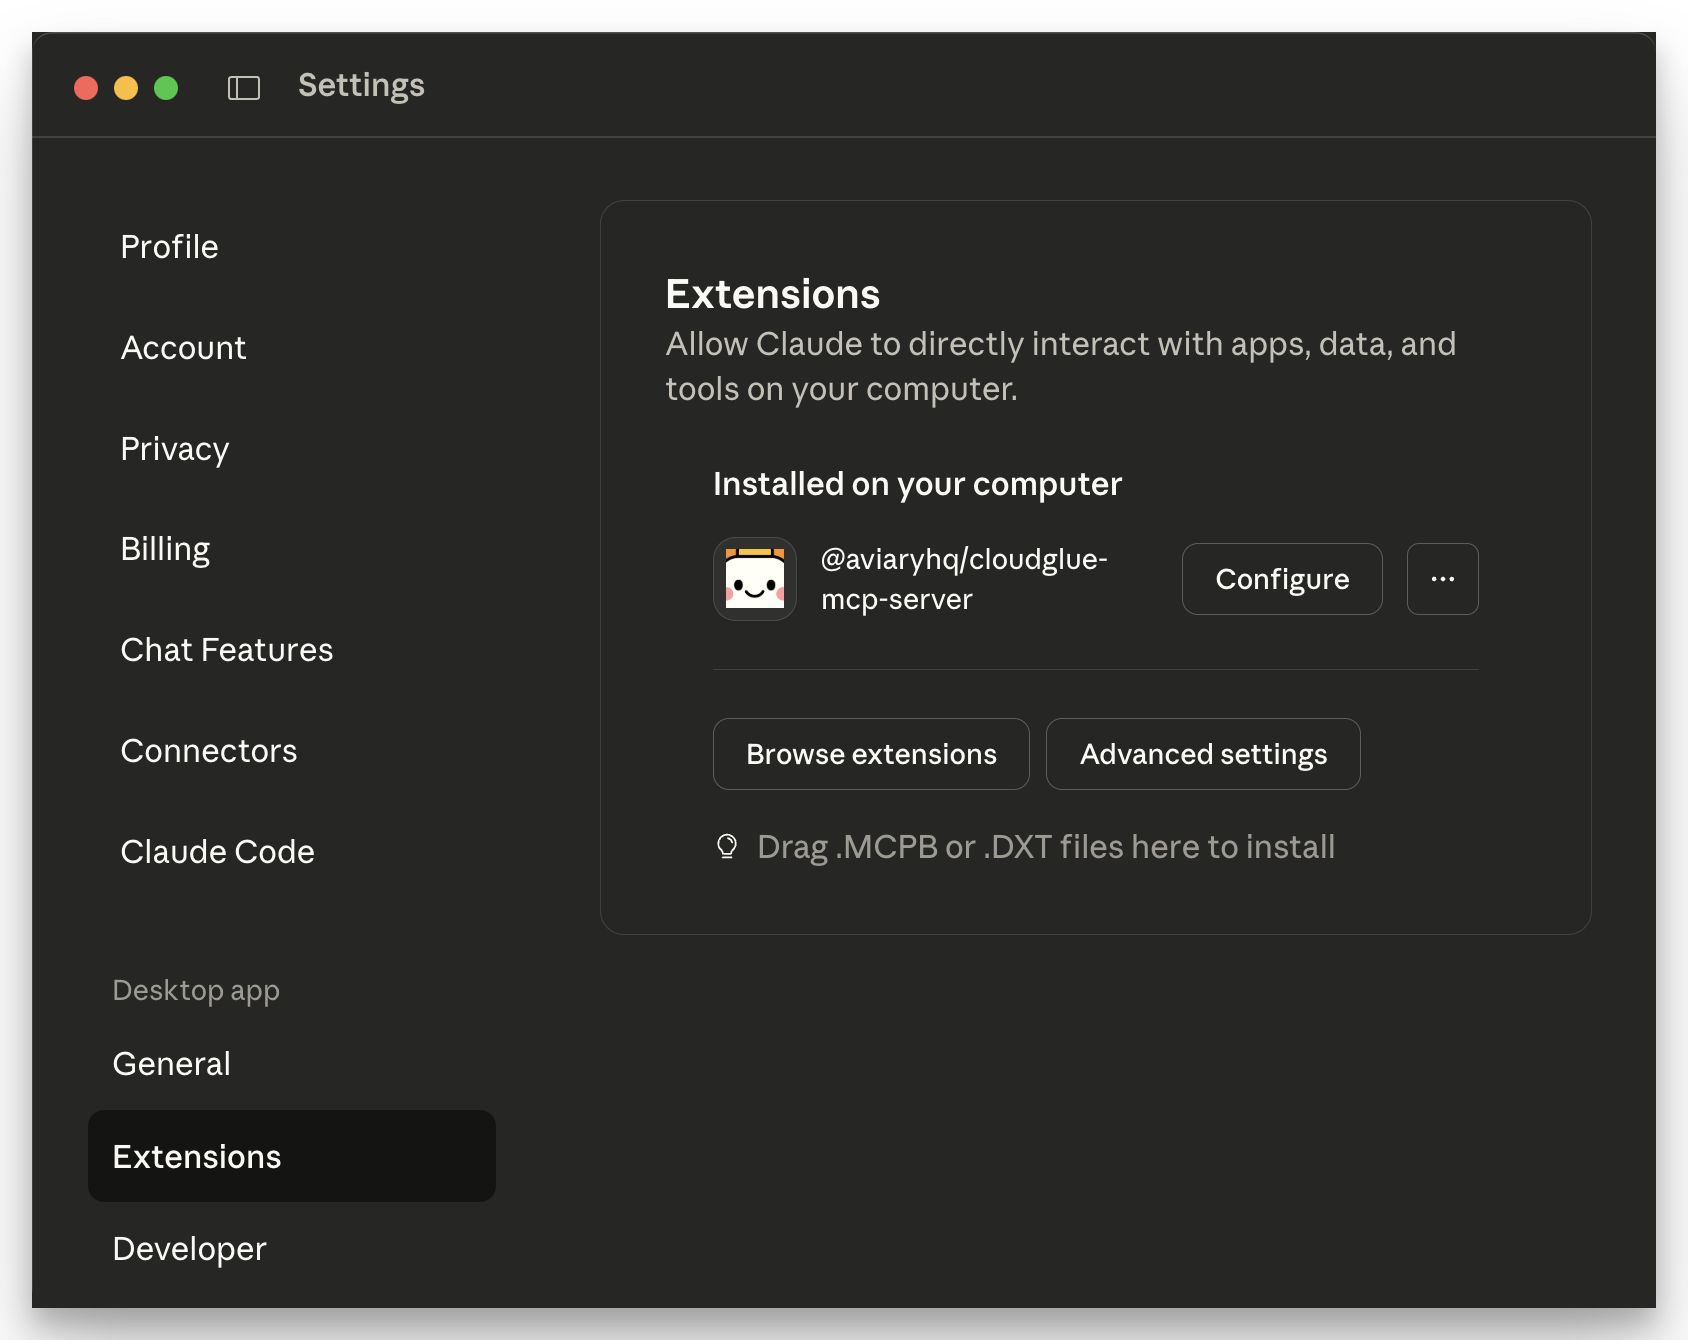 Settings
Profile
Account
Privacy
Billing
Chat Features
Connectors
Claude Code
Desktop app
General
Extensions
Developer
Extensions
Allow Claude to directly interact with apps, data, and
tools on your computer.
Installed on your computer
@aviaryhq/cloudglue-
mcp-server
Configure
Browse extensions
Advanced settings
Drag .MCPB or .DXT files here to install